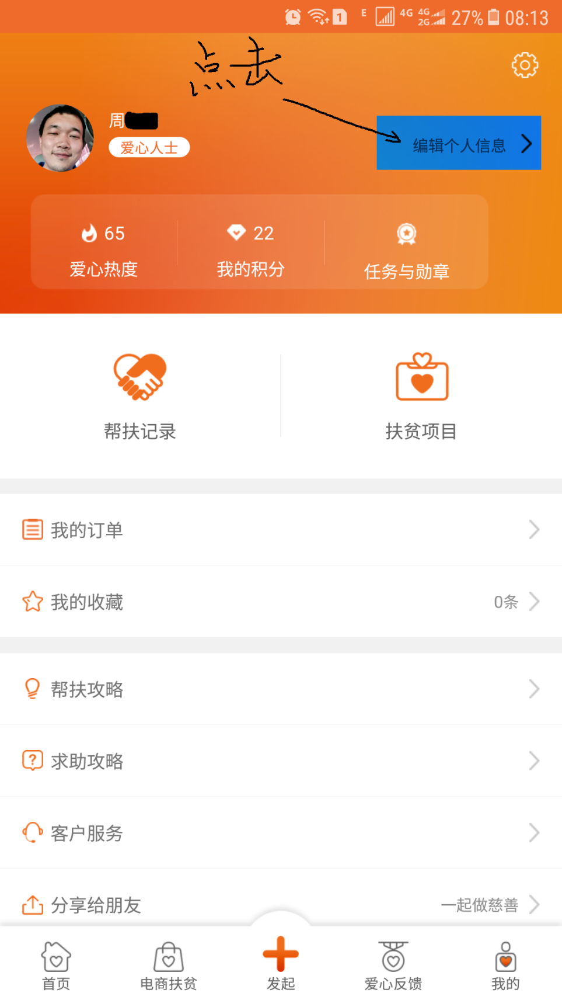 1 E 4G 4G 2G 27% 08:13
点击
周
爱心人士
编辑个人信息
65
22
爱心热度
我的积分
任务与勋章
帮扶记录
扶贫项目
我的订单
我的收藏
0条
帮扶攻略
求助攻略
客户服务
分享给朋友
一起做慈善
首页
电商扶贫
发起
爱心反馈
我的